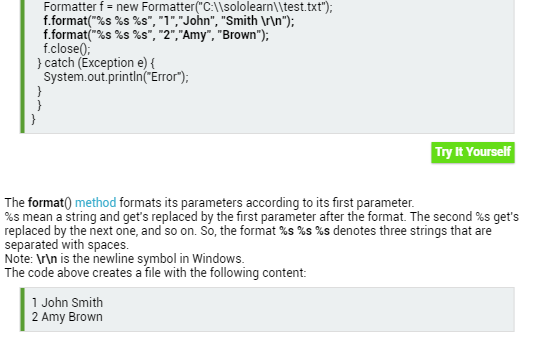 Formatter f = new Formatter("C:\\sololearn\\test.txt");
f.format("%s %s %s", "1","John", "Smith \r\n");
f.format("%s %s %s", "2","Amy", "Brown");
f.close();
} catch (Exception e) {
System.out.println("Error");
}
}
}
Try It Yourself
The format() method formats its parameters according to its first parameter.
%s mean a string and get's replaced by the first parameter after the format. The second %s get's
replaced by the next one, and so on. So, the format %s %s %s denotes three strings that are
separated with spaces.
Note: \r\n is the newline symbol in Windows.
The code above creates a file with the following content:
1 John Smith
2 Amy Brown